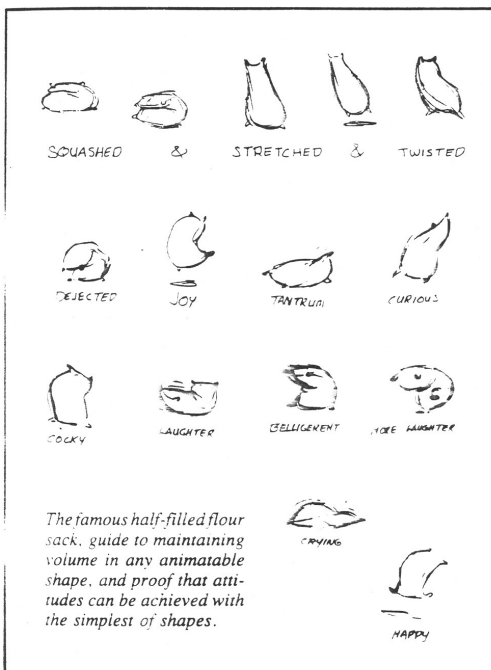 SQUASHED & STRETCHED & TWISTED
DEJECTED JOY TANTRUM CURIOUS
COCKY LAUGHTER BELLIGERENT MORE LAUGHTER
The famous half-filled flour
sack, guide to maintaining
volume in any animatable
shape, and proof that atti-
tudes can be achieved with
the simplest of shapes.
CRYING
HAPPY